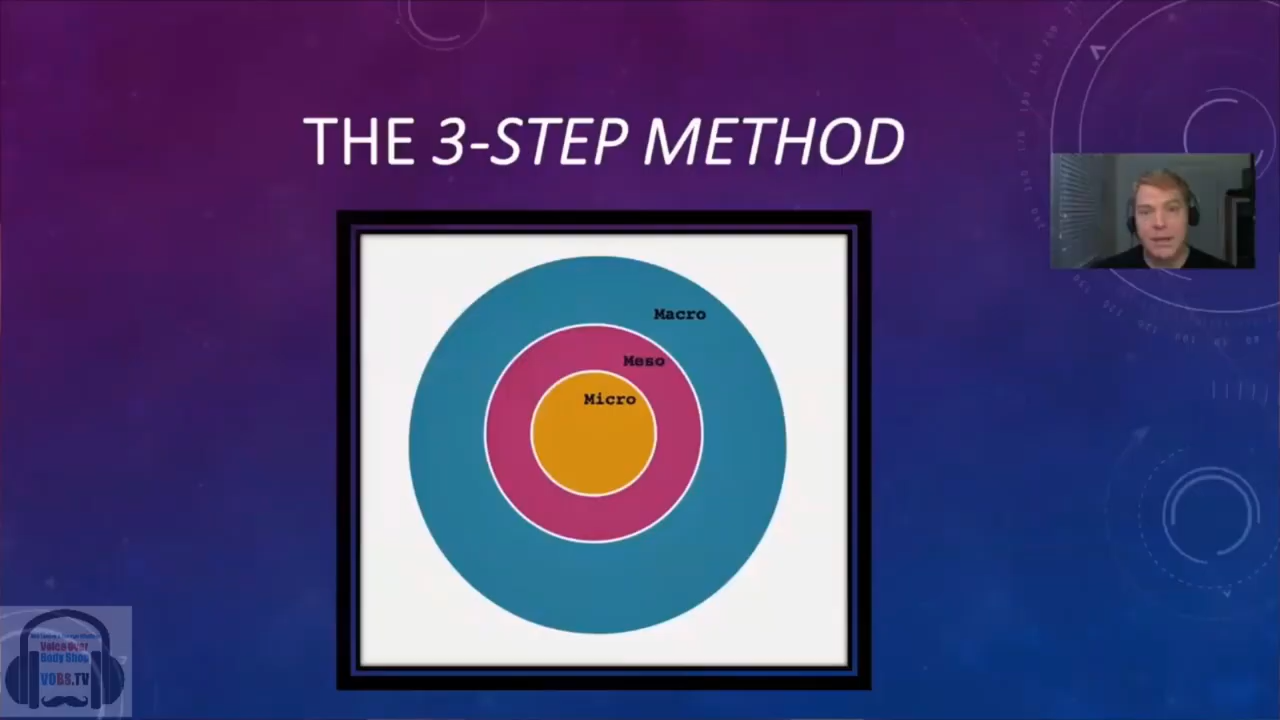 THE 3-STEP METHOD
Macro
Meso
Micro
Voice Over
Body Shop
VOBS.TV